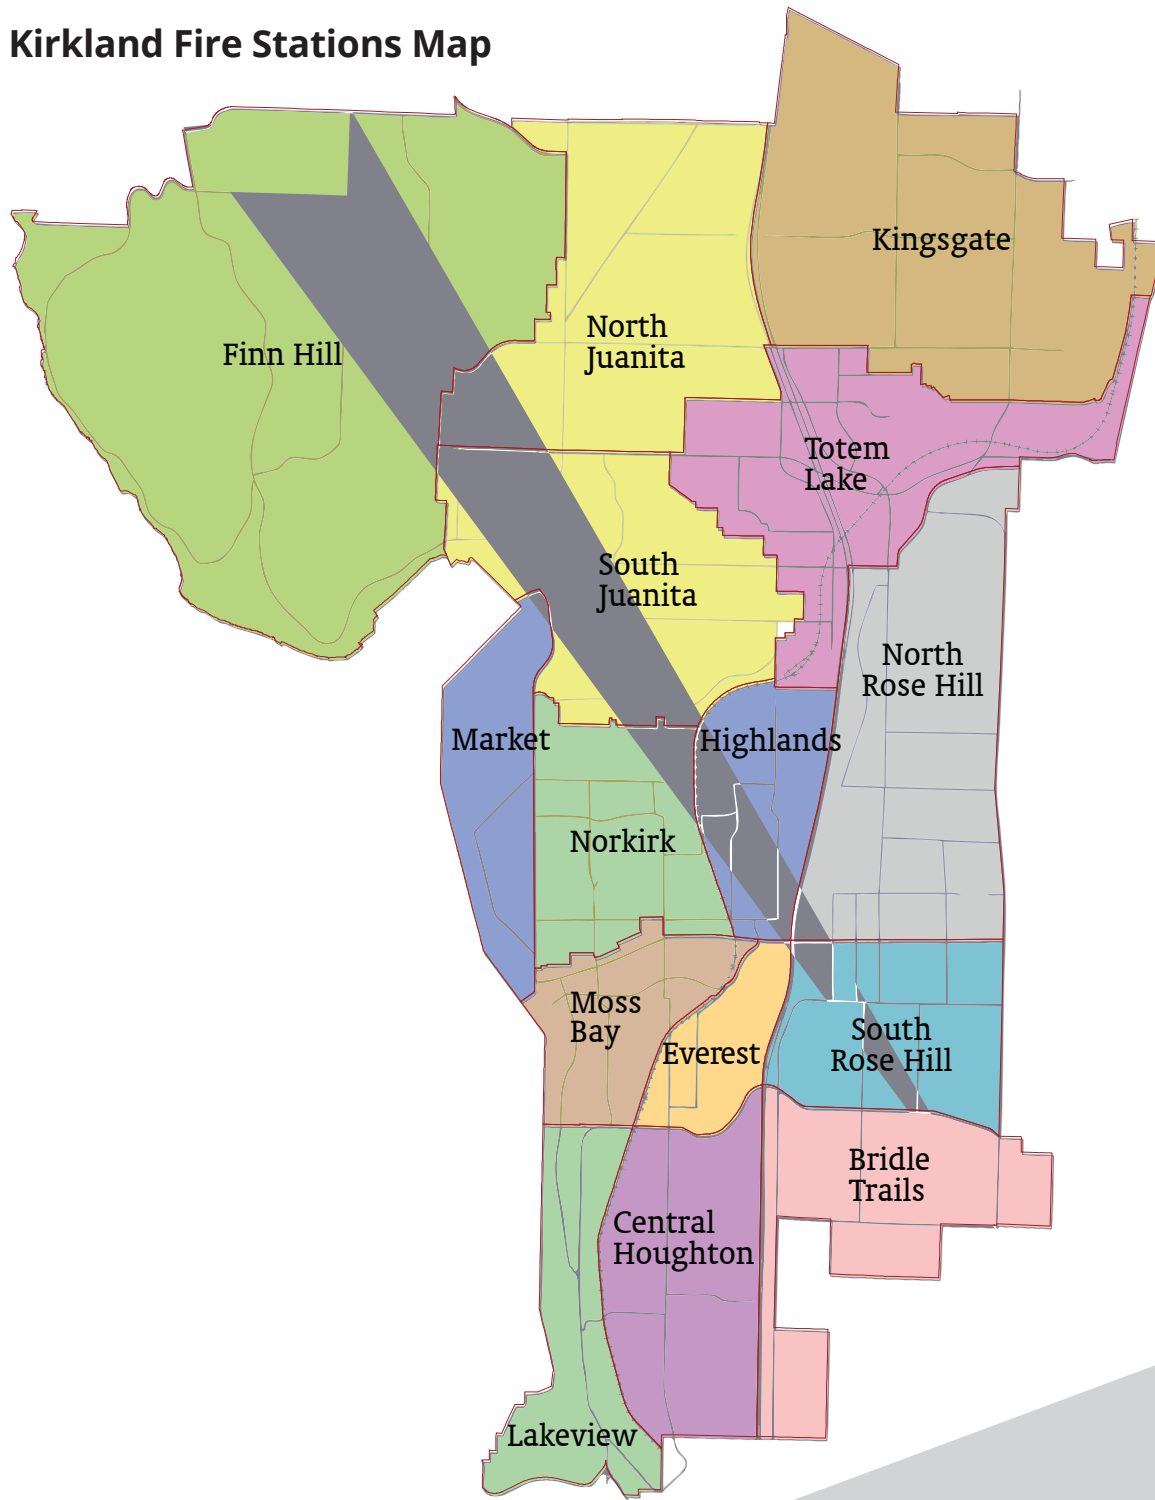 Kirkland Fire Stations Map
Kingsgate
North
Juanita
Finn Hill
Totem
Lake
South
Juanita
North
Rose Hill
Market
Highlands
Norkirk
Moss
Bay
Everest
South
Rose Hill
Bridle
Trails
Central
Houghton
Lakeview